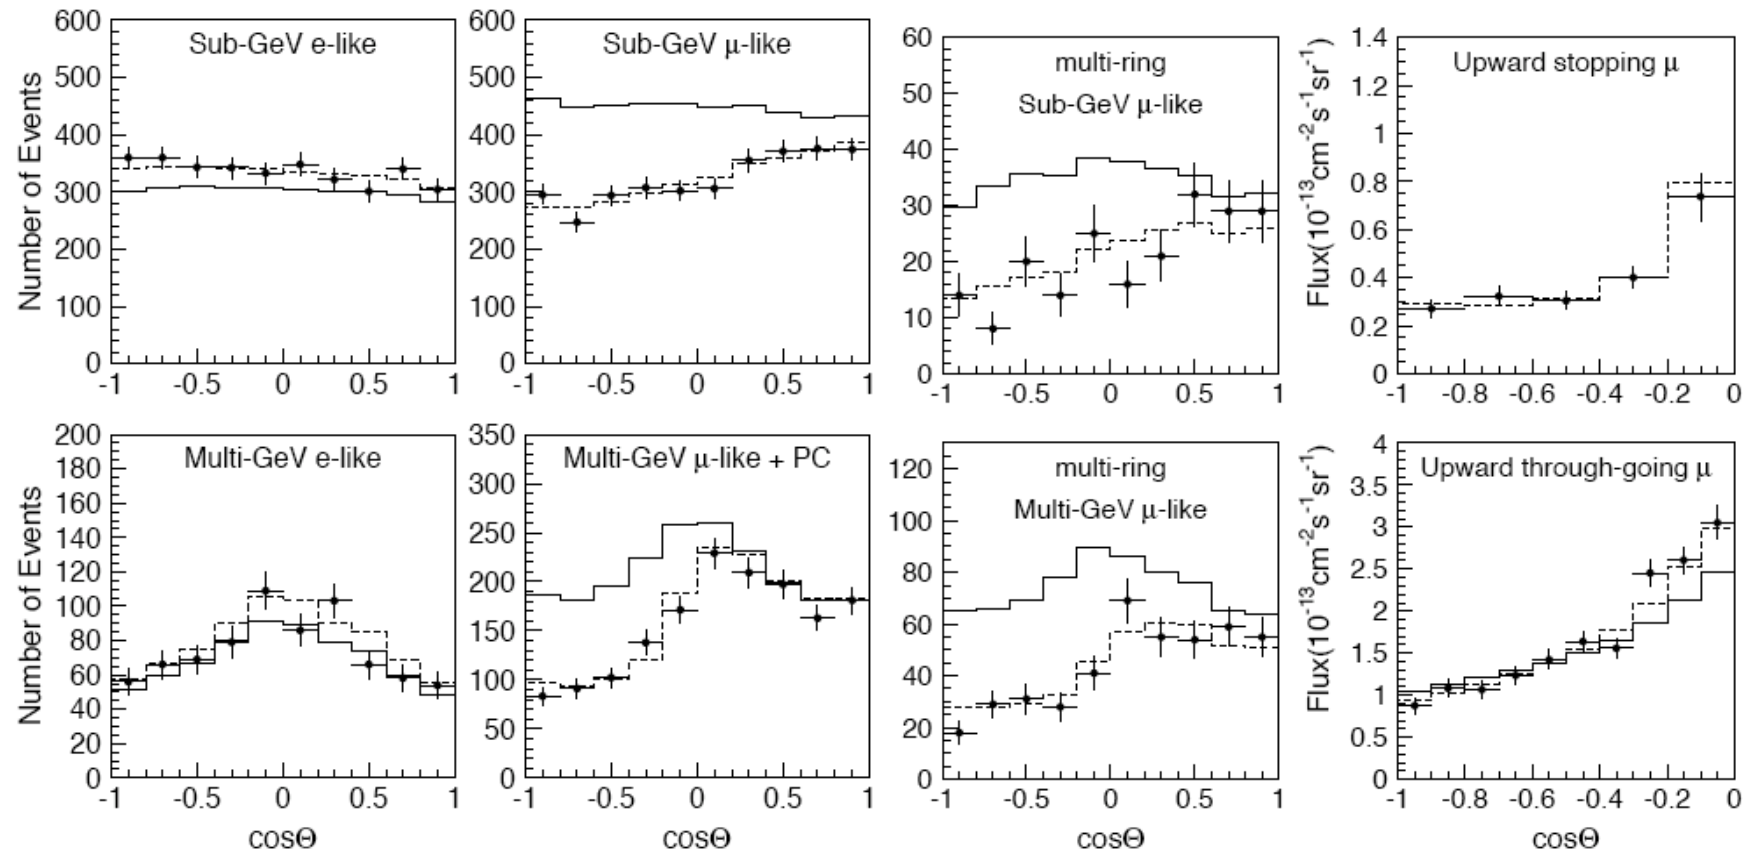 600
500
400
300
200
100
0
Number of Events
Sub-GeV e-like
-1 -0.5 0 0.5 1
600
500
400
300
200
100
0
Sub-GeV μ-like
-1 -0.5 0 0.5 1
60
50
40
30
20
10
0
multi-ring
Sub-GeV μ-like
-1 -0.5 0 0.5 1
1.4
1.2
1
0.8
0.6
0.4
0.2
0
Flux(10⁻¹³cm⁻²s⁻¹sr⁻¹)
Upward stopping μ
-1 -0.8 -0.6 -0.4 -0.2 0
200
180
160
140
120
100
80
60
40
20
0
Number of Events
Multi-GeV e-like
-1 -0.5 0 0.5 1
cosΘ
350
300
250
200
150
100
50
0
Multi-GeV μ-like + PC
-1 -0.5 0 0.5 1
cosΘ
120
100
80
60
40
20
0
multi-ring
Multi-GeV μ-like
-1 -0.5 0 0.5 1
cosΘ
4
3.5
3
2.5
2
1.5
1
0.5
0
Flux(10⁻¹³cm⁻²s⁻¹sr⁻¹)
Upward through-going μ
-1 -0.8 -0.6 -0.4 -0.2 0
cosΘ